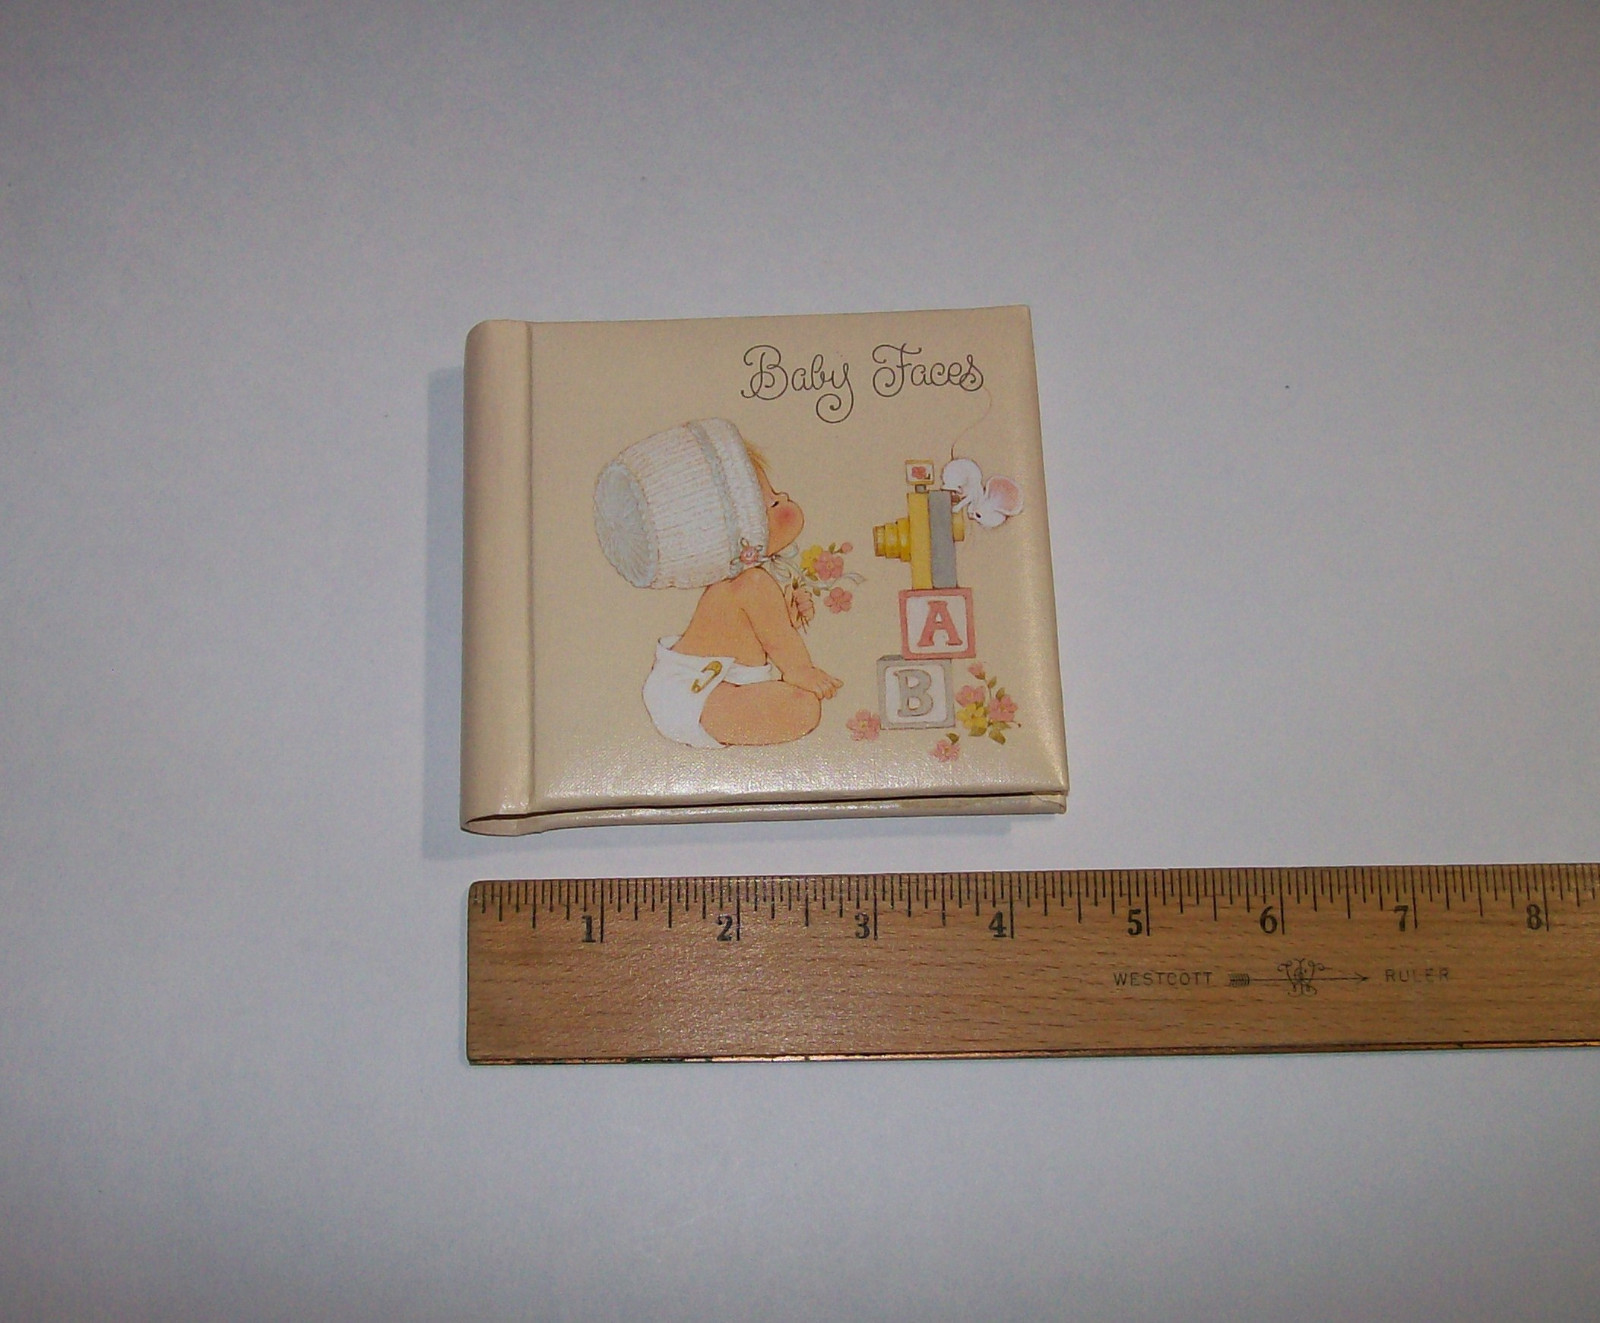 Baby Faces
A
B
1 2 3 4 5 6 7 8
WESTCOTT RULER